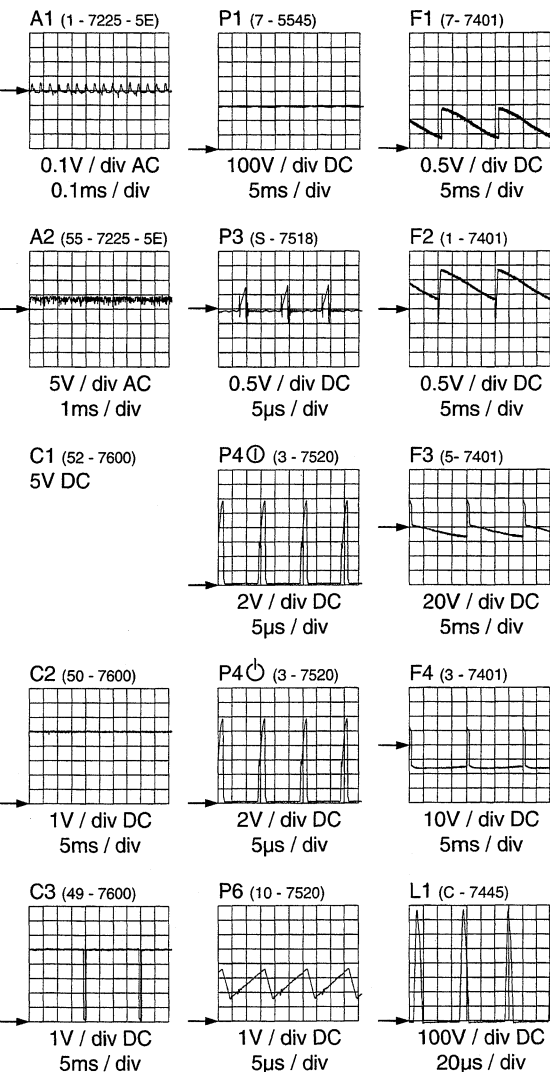 A1 (1 - 7225 - 5E)
0.1V / div AC
0.1ms / div
P1 (7 - 5545)
100V / div DC
5ms / div
F1 (7- 7401)
0.5V / div DC
5ms / div
A2 (55 - 7225 - 5E)
5V / div AC
1ms / div
P3 (S - 7518)
0.5V / div DC
5µs / div
F2 (1 - 7401)
0.5V / div DC
5ms / div
C1 (52 - 7600)
5V DC
P4 (3 - 7520)
2V / div DC
5µs / div
F3 (5- 7401)
20V / div DC
5ms / div
C2 (50 - 7600)
1V / div DC
5ms / div
P4 (3 - 7520)
2V / div DC
5µs / div
F4 (3 - 7401)
10V / div DC
5ms / div
C3 (49 - 7600)
1V / div DC
5ms / div
P6 (10 - 7520)
1V / div DC
5µs / div
L1 (C - 7445)
100V / div DC
20µs / div